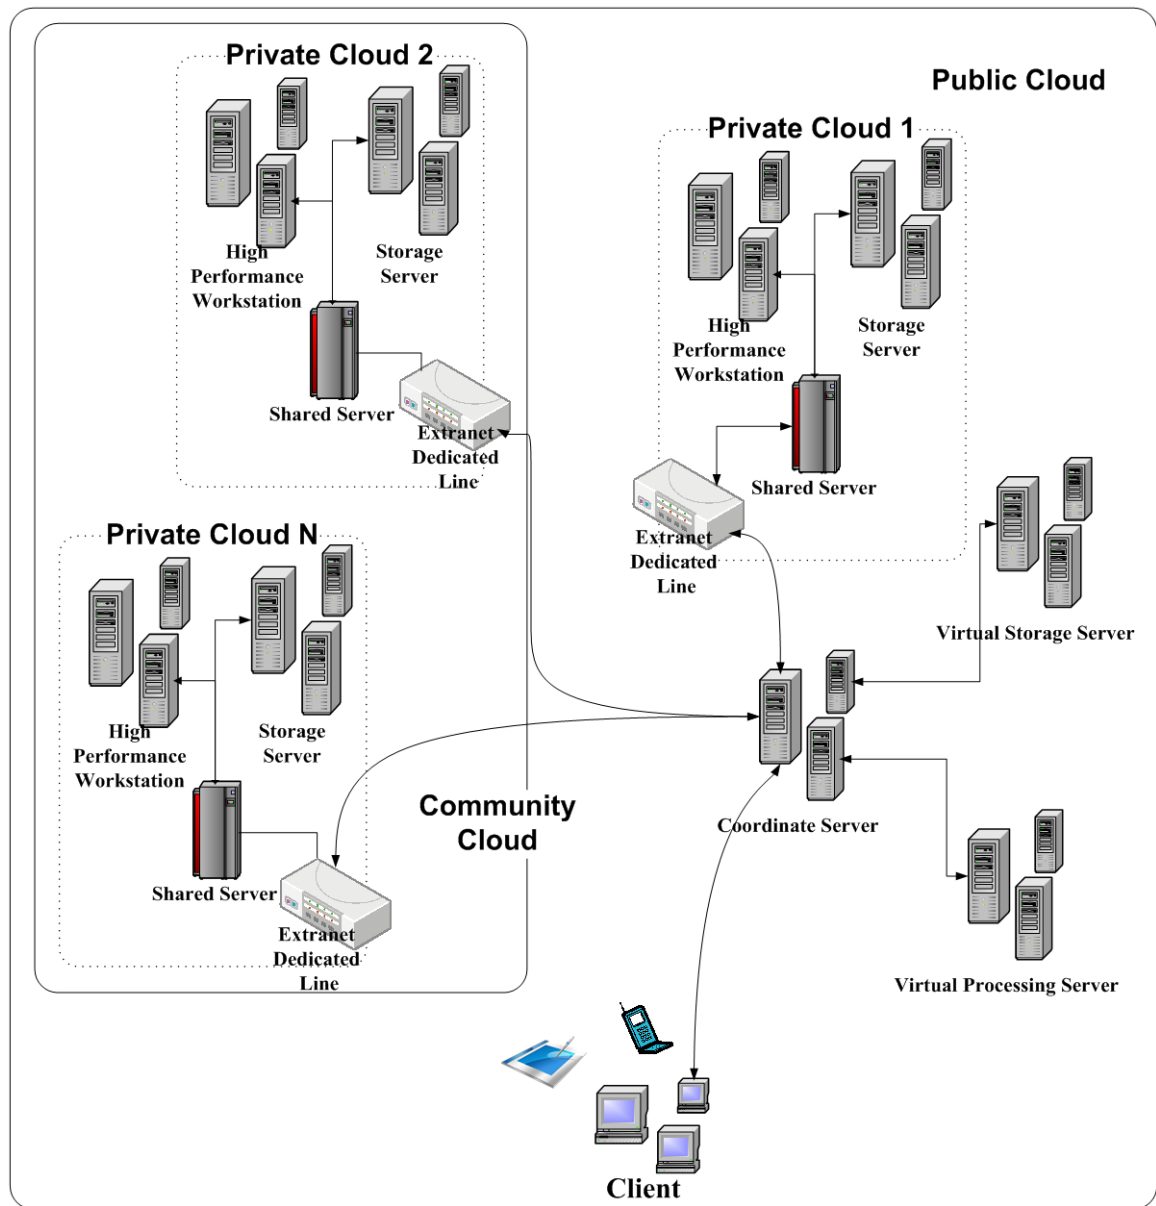 Private Cloud 2
High
Performance
Workstation
Storage
Server
Shared Server
Extranet
Dedicated
Line
Public Cloud
Private Cloud 1
High
Performance
Workstation
Storage
Server
Shared Server
Extranet
Dedicated
Line
Private Cloud N
High
Performance
Workstation
Storage
Server
Shared Server
Extranet
Dedicated
Line
Community
Cloud
Virtual Storage Server
Coordinate Server
Virtual Processing Server
Client